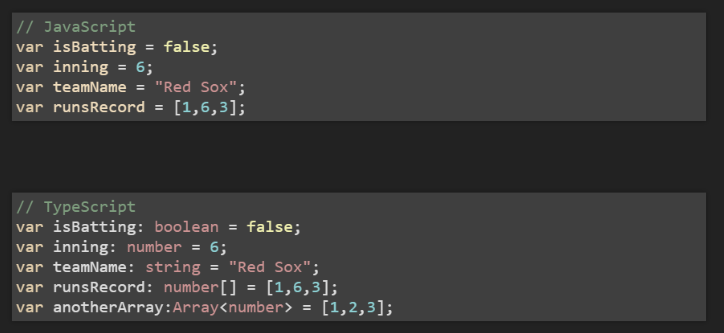 // JavaScript
var isBatting = false;
var inning = 6;
var teamName = "Red Sox";
var runsRecord = [1,6,3];
// TypeScript
var isBatting: boolean = false;
var inning: number = 6;
var teamName: string = "Red Sox";
var runsRecord: number[] = [1,6,3];
var anotherArray:Array<number> = [1,2,3];